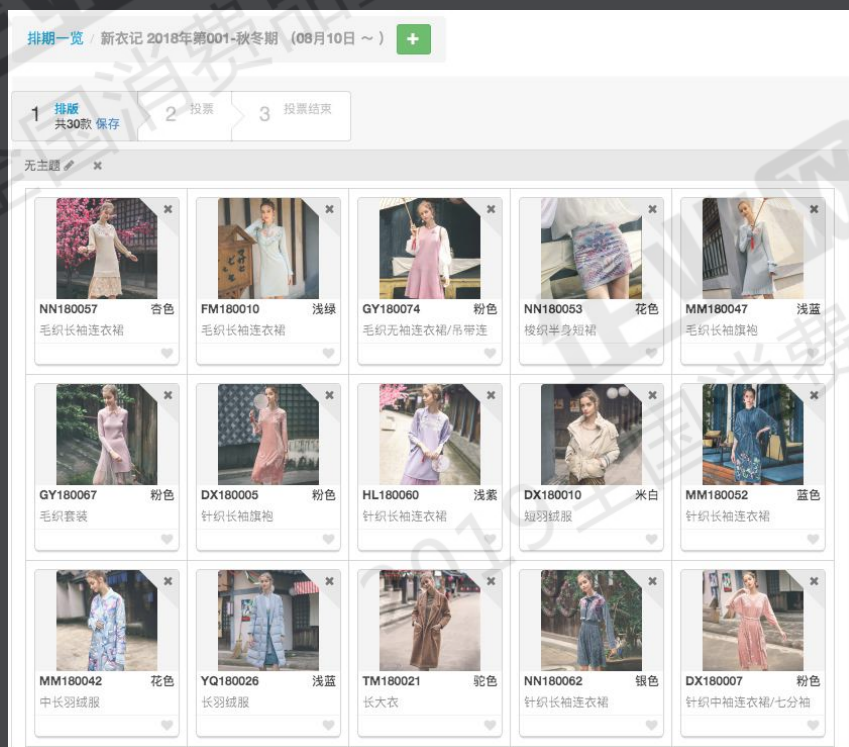 排期一览 / 新衣记 2018年第001-秋冬期 （08月10日 ～ ） +
1 排版 2 投票 3 投票结束
共30款 保存
无主题
NN180057 杏色 FM180010 浅绿 GY180074 粉色 NN180053 花色 MM180047 浅蓝
毛织长袖连衣裙 毛织长袖连衣裙 毛织无袖连衣裙/吊带连 梭织半身短裙 毛织长袖旗袍
GY180067 粉色 DX180005 粉色 HL180060 浅紫 DX180010 米白 MM180052 蓝色
毛织套装 针织长袖旗袍 针织长袖连衣裙 短羽绒服 针织长袖连衣裙
MM180042 花色 YQ180026 浅蓝 TM180021 驼色 NN180062 银色 DX180007 粉色
中长羽绒服 长羽绒服 长大衣 针织长袖连衣裙 针织中袖连衣裙/七分袖
2019全国消费品